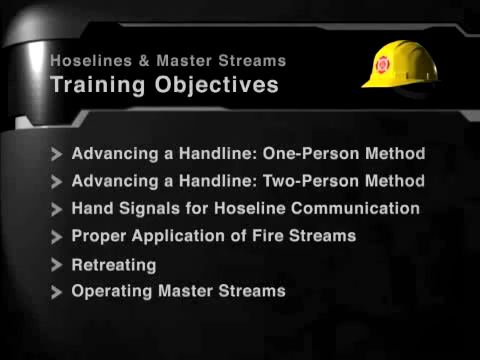 Hoselines & Master Streams
Training Objectives
Advancing a Handline: One-Person Method
Advancing a Handline: Two-Person Method
Hand Signals for Hoseline Communication
Proper Application of Fire Streams
Retreating
Operating Master Streams